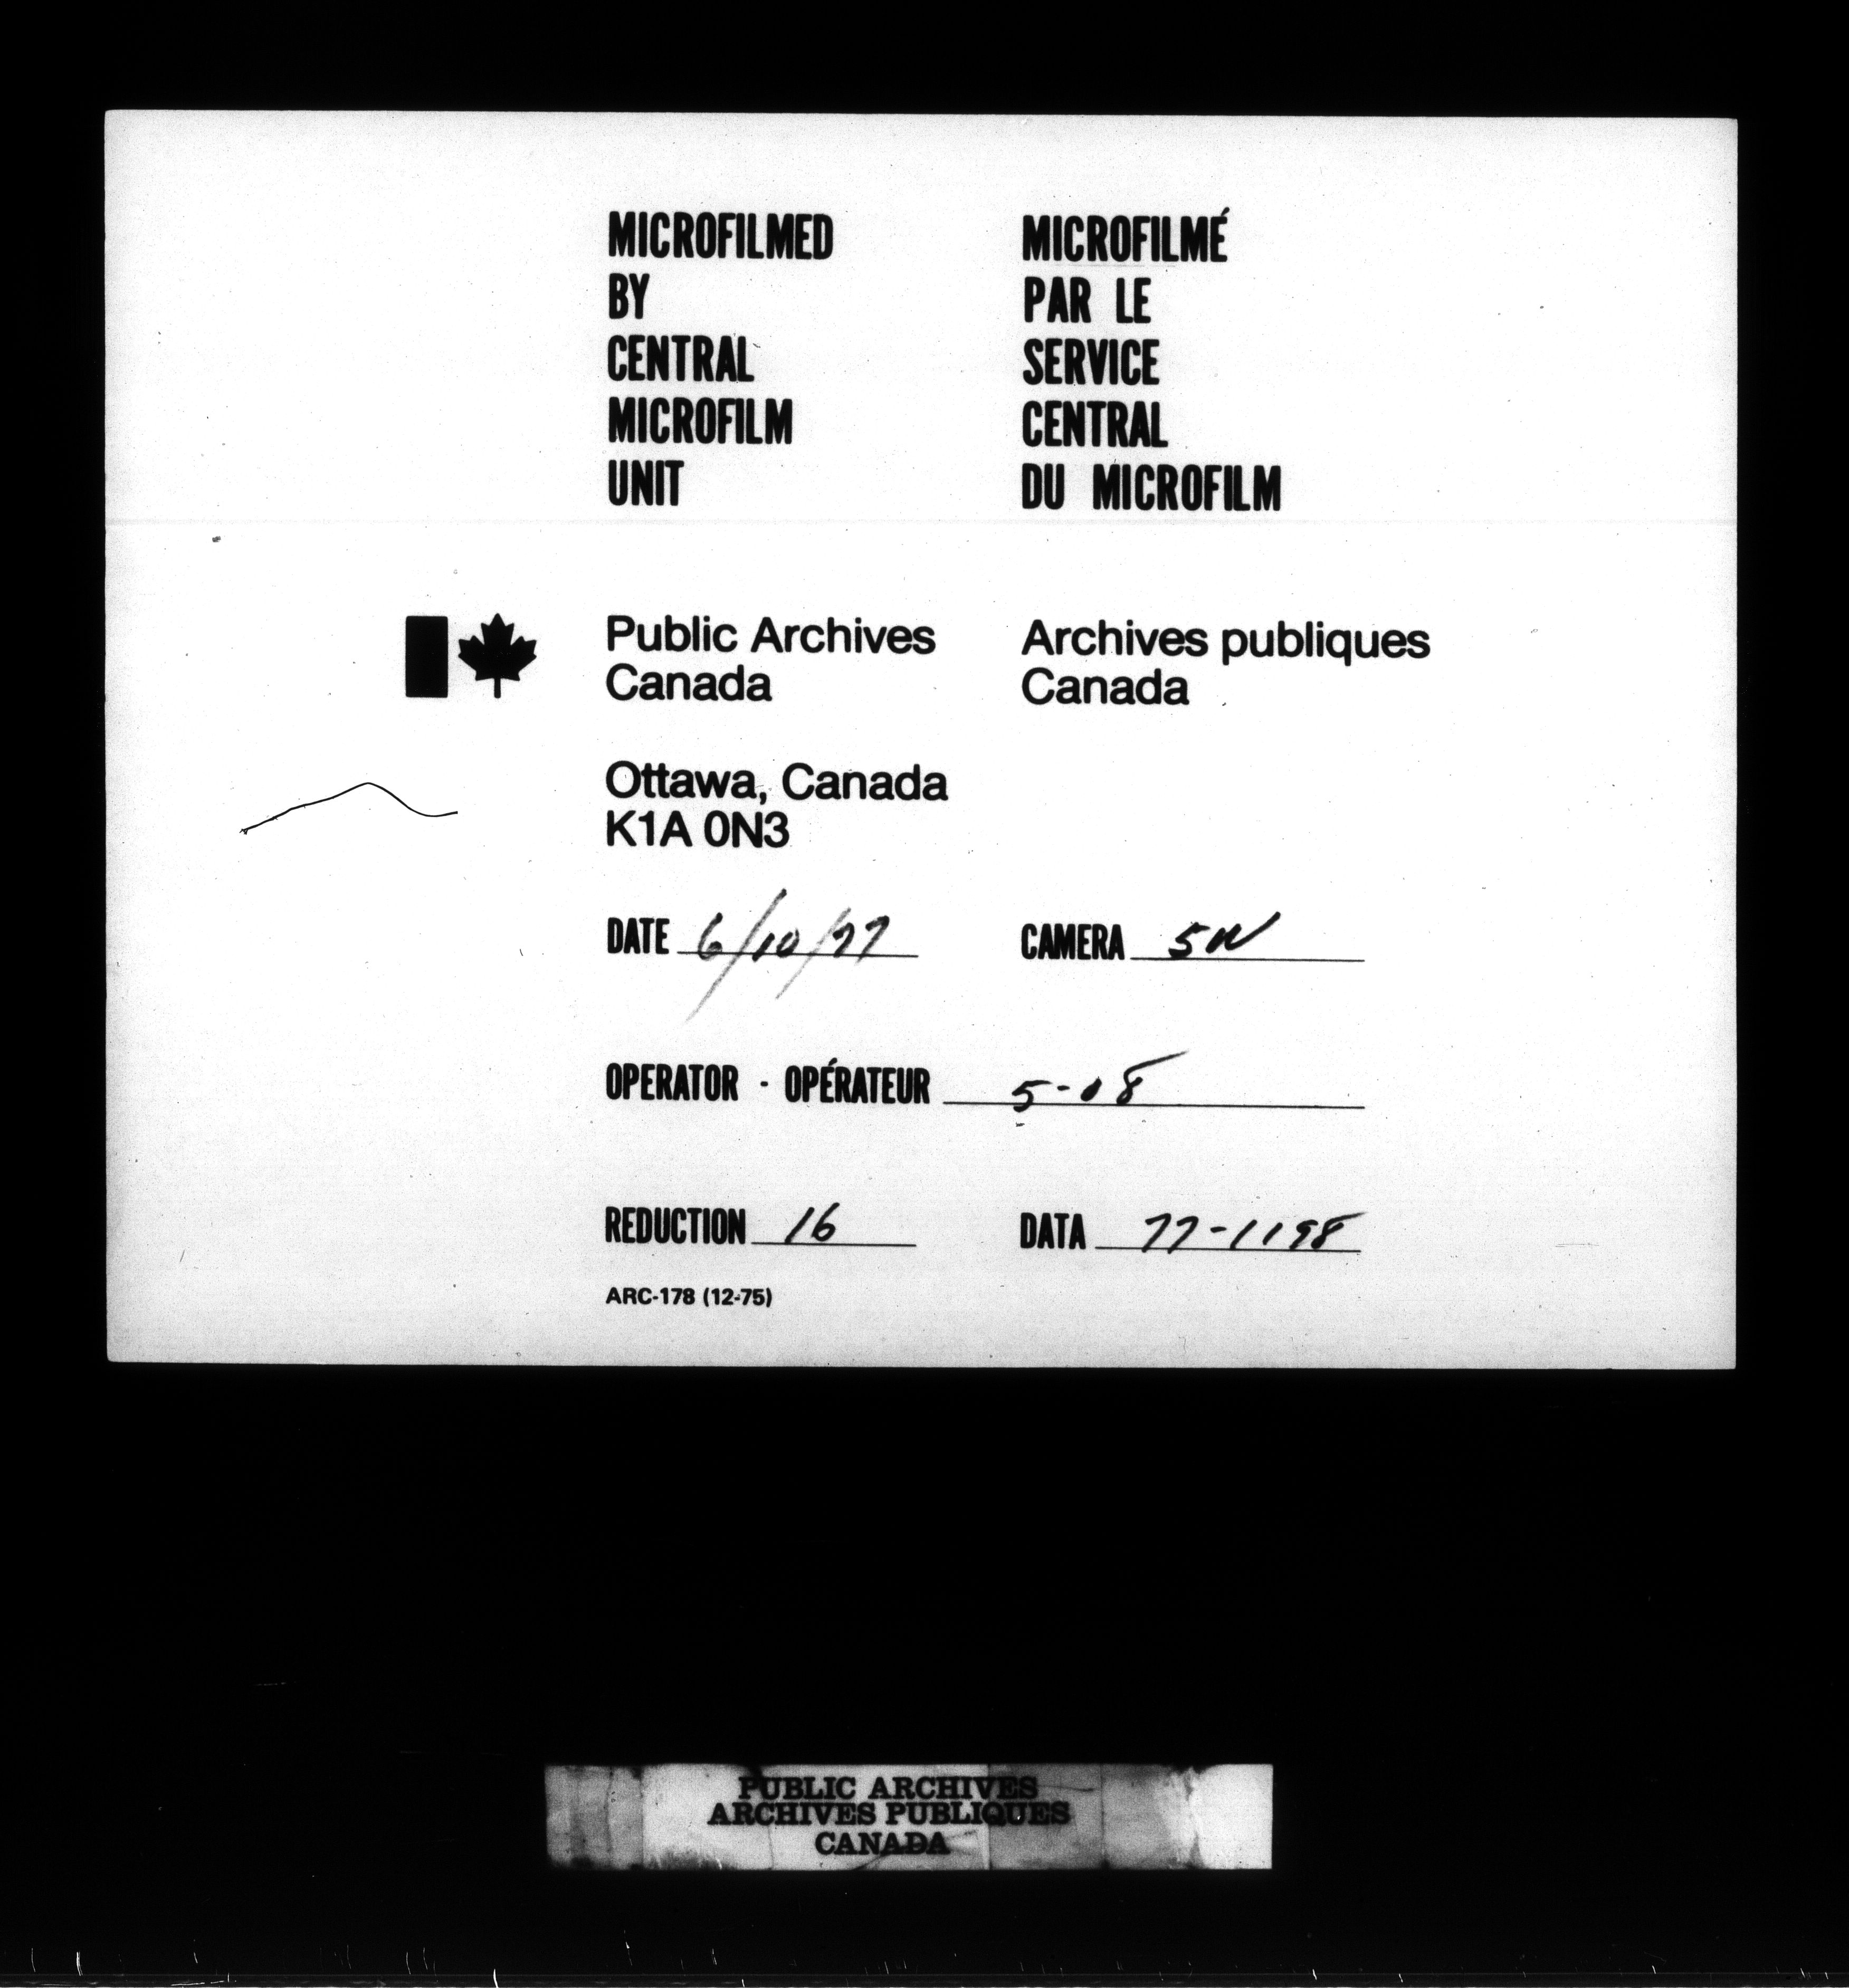 MICROFILMED
BY
CENTRAL
MICROFILM
UNIT
MICROFILMÉ
PAR LE
SERVICE
CENTRAL
DU MICROFILM
Public Archives
Canada
Archives publiques
Canada
Ottawa, Canada
K1A 0N3
DATE 6/10/77
CAMERA 5N
OPERATOR - OPÉRATEUR 5-08
REDUCTION 16
DATA 77-1198
ARC-178 (12-75)
PUBLIC ARCHIVES
ARCHIVES PUBLIQUES
CANADA